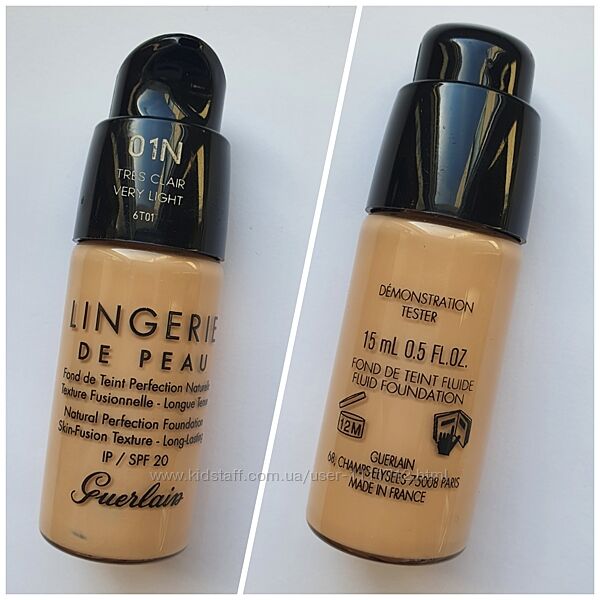 01N
TRÈS CLAIR
VERY LIGHT
6T01
LINGERIE
DE PEAU
Fond de Teint Perfection Naturelle
Texture Fusionnelle - Longue Tenue
Natural Perfection Foundation
Skin-Fusion Texture - Long-Lasting
IP / SPF 20
Guerlain
DÉMONSTRATION
TESTER
15 mL 0.5 FL.OZ.
FOND DE TEINT FLUIDE
FLUID FOUNDATION
12M
GUERLAIN
68, CHAMPS ELYSEES 75008 PARIS
MADE IN FRANCE